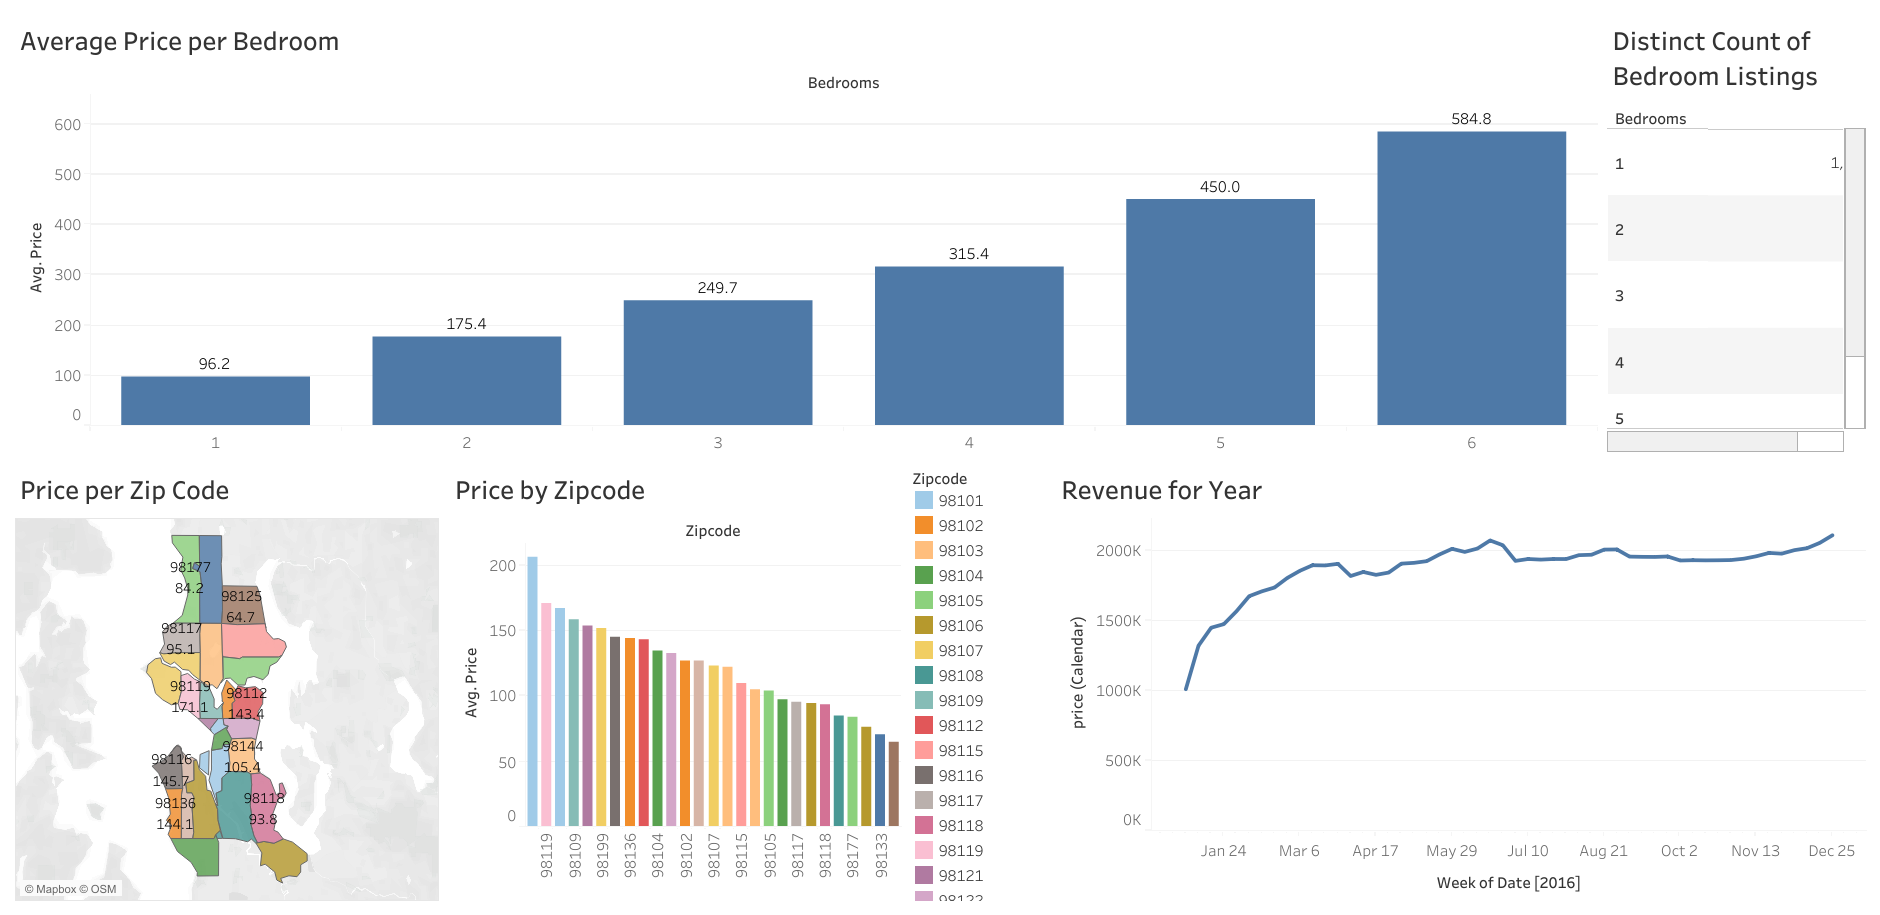 Average Price per Bedroom
Bedrooms
Avg. Price
600
500
400
300
200
100
0
96.2
175.4
249.7
315.4
450.0
584.8
1
2
3
4
5
6
Distinct Count of
Bedroom Listings
Bedrooms
1 1,
2
3
4
5
Price per Zip Code
98177
84.2
98125
64.7
98117
95.1
98119
171.1
98112
143.4
98144
105.4
98116
145.7
98136
144.1
98118
93.8
© Mapbox © OSM
Price by Zipcode
Zipcode
Avg. Price
200
150
100
50
0
98119
98109
98199
98136
98104
98102
98107
98115
98105
98117
98118
98177
98133
Zipcode
98101
98102
98103
98104
98105
98106
98107
98108
98109
98112
98115
98116
98117
98118
98119
98121
98122
Revenue for Year
price (Calendar)
2000K
1500K
1000K
500K
0K
Jan 24
Mar 6
Apr 17
May 29
Jul 10
Aug 21
Oct 2
Nov 13
Dec 25
Week of Date [2016]